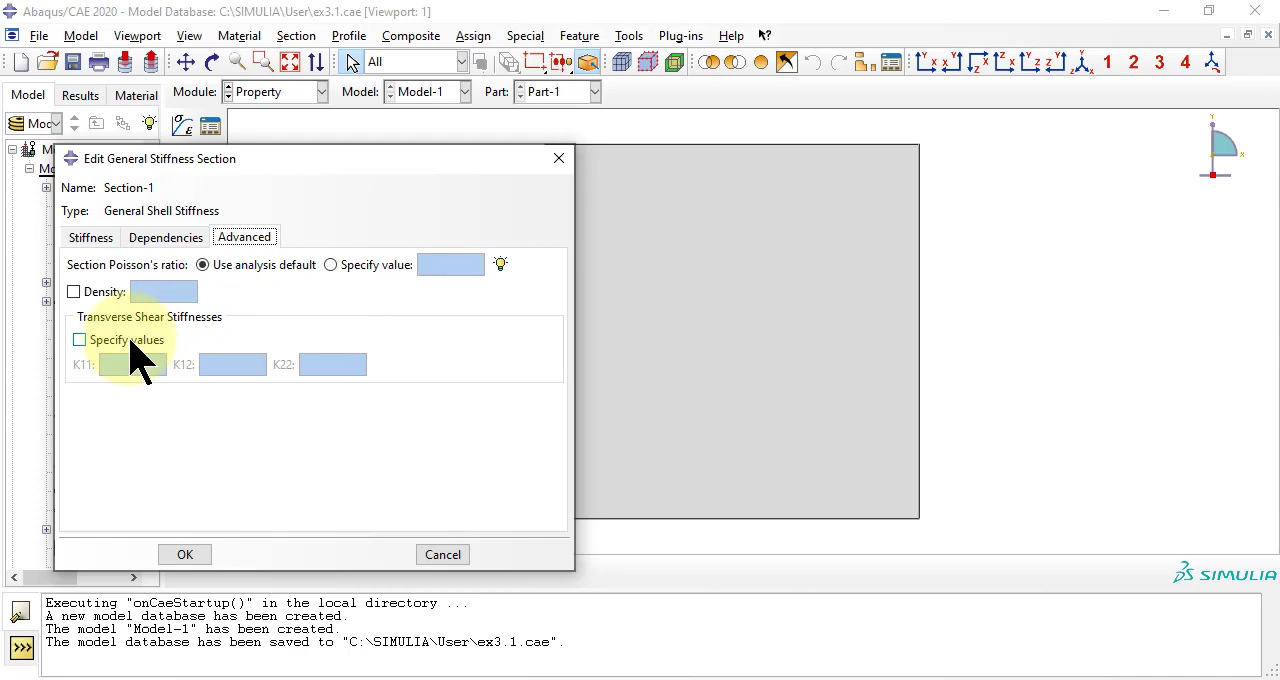 Abaqus/CAE 2020 - Model Database: C:\SIMULIA\User\ex3.1.cae [Viewport: 1]
File Model Viewport View Material Section Profile Composite Assign Special Feature Tools Plug-ins Help
All
1 2 3 4
Model Results Material
Module: Property Model: Model-1 Part: Part-1
Edit General Stiffness Section
Name: Section-1
Type: General Shell Stiffness
Stiffness Dependencies Advanced
Section Poisson's ratio: Use analysis default Specify value:
Density:
Transverse Shear Stiffnesses
Specify values
K11: K12: K22:
OK Cancel
Y
X
SIMULIA
Executing "onCaeStartup()" in the local directory ...
A new model database has been created.
The model "Model-1" has been created.
The model database has been saved to "C:\SIMULIA\User\ex3.1.cae".